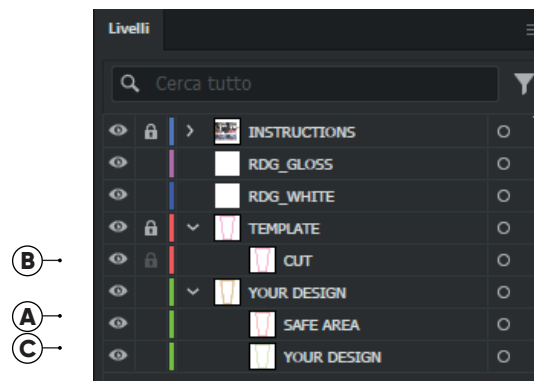 Livelli
Cerca tutto
INSTRUCTIONS
RDG_GLOSS
RDG_WHITE
TEMPLATE
B CUT
YOUR DESIGN
A SAFE AREA
C YOUR DESIGN